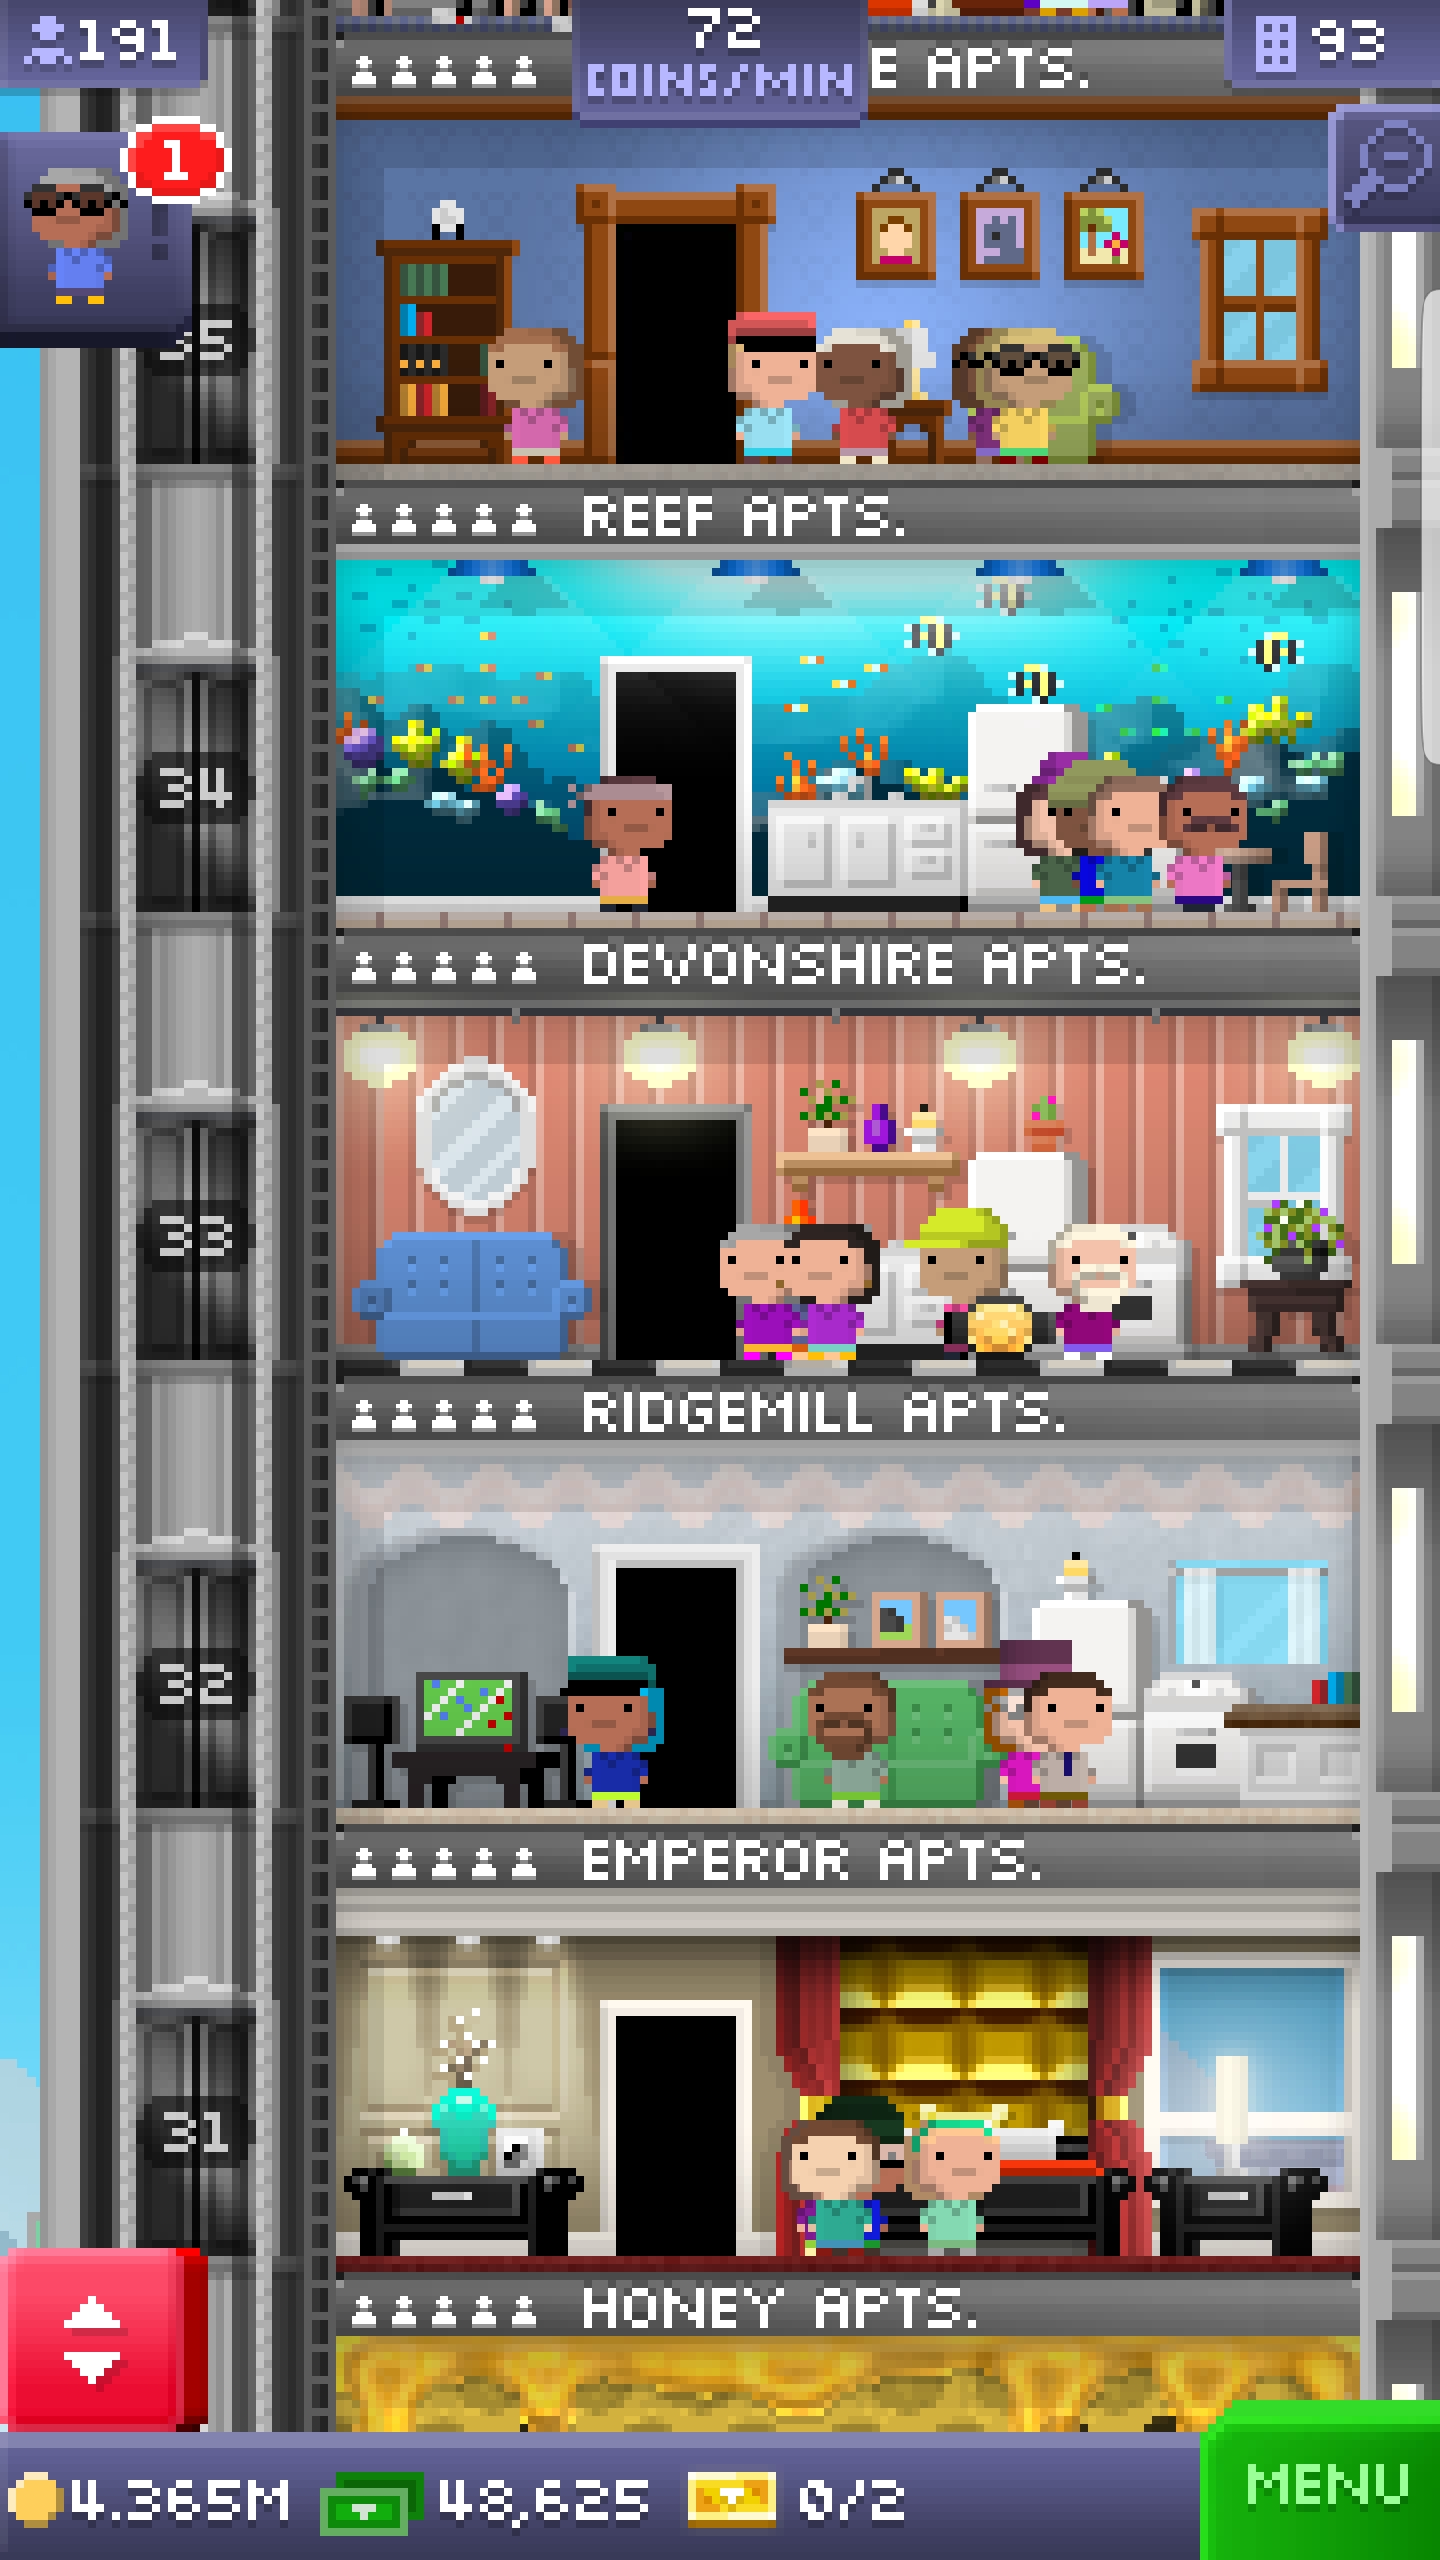 191
72
COINS/MIN
E APTS.
93
1
35
REEF APTS.
34
DEVONSHIRE APTS.
33
RIDGEMILL APTS.
32
EMPEROR APTS.
31
HONEY APTS.
4.365M
48,625
0/2
MENU